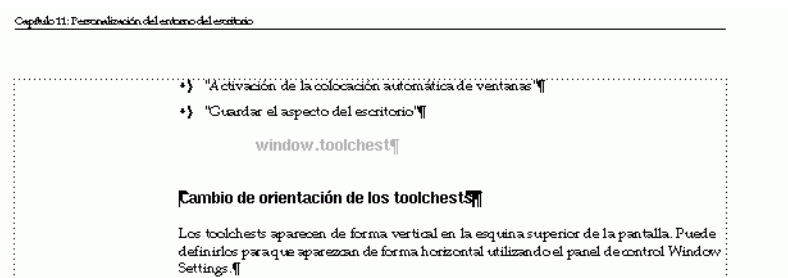 Capítulo 11: Personalización del entorno del escritorio
"Activación de la colocación automática de ventanas"¶
"Guardar el aspecto del escritorio"¶
window.toolchest¶
Cambio de orientación de los toolchests¶
Los toolchests aparecen de forma vertical en la esquina superior de la pantalla. Puede
definirlos para que aparezcan de forma horizontal utilizando el panel de control Window
Settings.¶